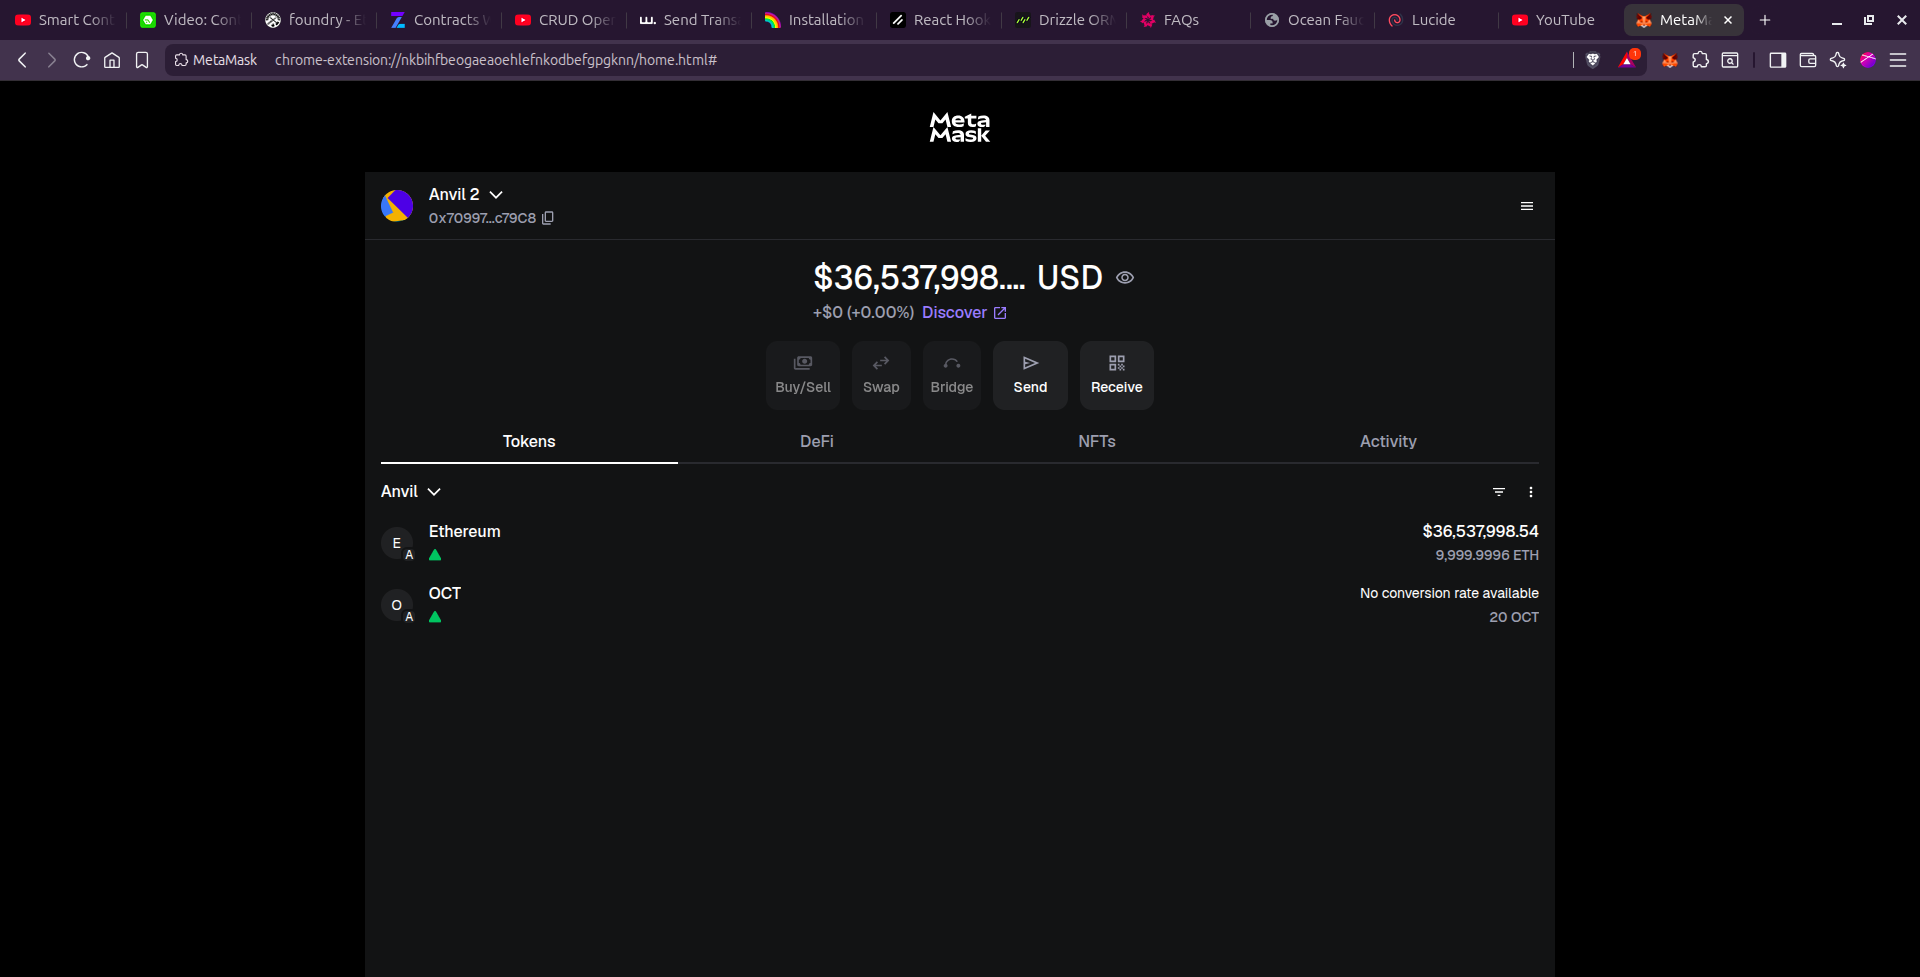 Smart Cont
Video: Con
foundry - E
Contracts
CRUD Oper
Send Trans
Installation
React Hook
Drizzle OR
FAQs
Ocean Fau
Lucide
YouTube
MetaM
MetaMask
chrome-extension://nkbihfbeogaeaoehlefnkodbefgpgknn/home.html#
1
Meta
Mask
Anvil 2
0x70997...c79C8
$36,537,998.... USD
+$0 (+0.00%) Discover
Buy/Sell
Swap
Bridge
Send
Receive
Tokens
DeFi
NFTs
Activity
Anvil
E
A
Ethereum
$36,537,998.54
9,999.9996 ETH
O
A
OCT
No conversion rate available
20 OCT